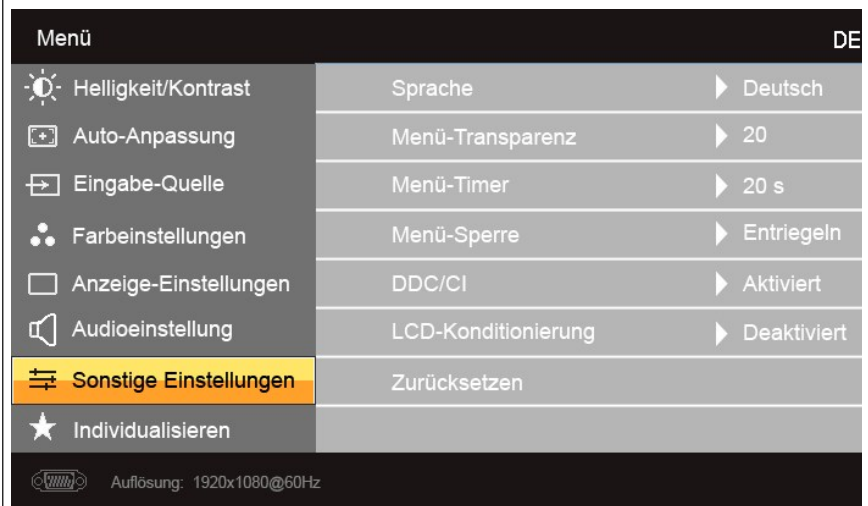 Menü DE
Helligkeit/Kontrast Sprache Deutsch
Auto-Anpassung Menü-Transparenz 20
Eingabe-Quelle Menü-Timer 20 s
Farbeinstellungen Menü-Sperre Entriegeln
Anzeige-Einstellungen DDC/CI Aktiviert
Audioeinstellung LCD-Konditionierung Deaktiviert
Sonstige Einstellungen Zurücksetzen
Individualisieren
Auflösung: 1920x1080@60Hz